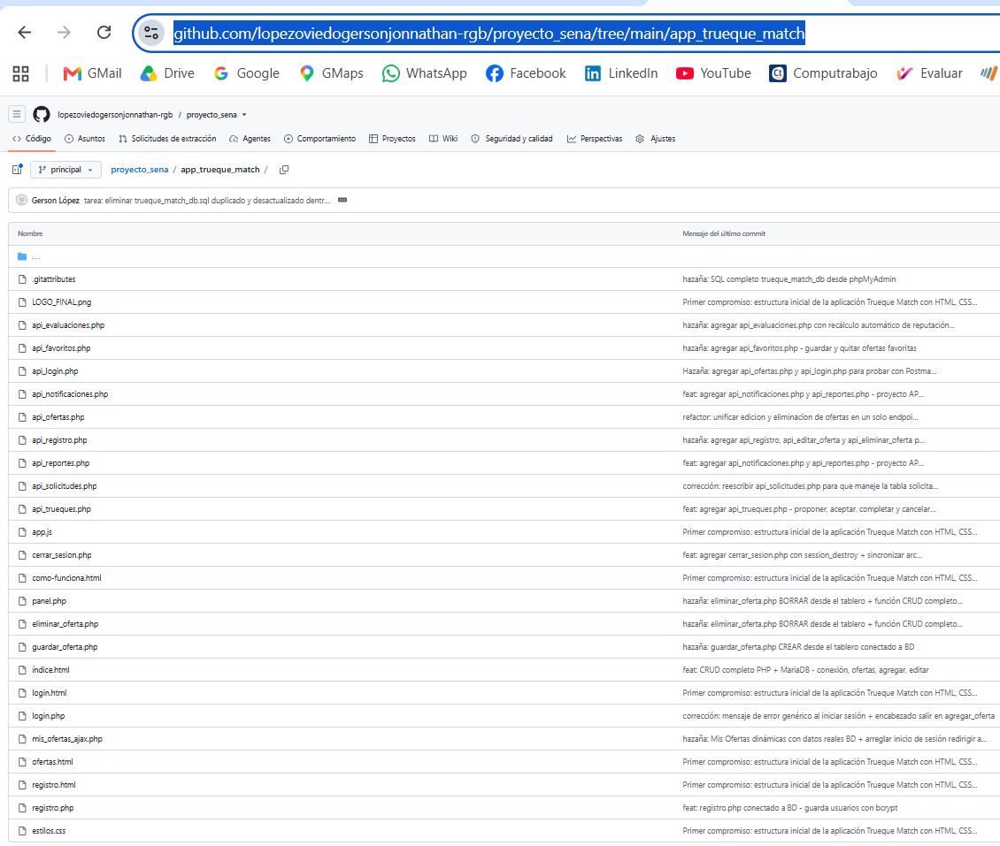 github.com/lopezoviedogersonjonnathan-rgb/proyecto_sena/tree/main/app_trueque_match
GMail Drive Google GMaps WhatsApp Facebook LinkedIn YouTube Ct Computrabajo Evaluar
lopezoviedogersonjonnathan-rgb / proyecto_sena
Código Asuntos Solicitudes de extracción Agentes Comportamiento Proyectos Wiki Seguridad y calidad Perspectivas Ajustes
principal proyecto_sena / app_trueque_match /
Gerson López tarea: eliminar trueque_match_db.sql duplicado y desactualizado dentr...
Nombre Mensaje del último commit
...
.gitattributes hazaña: SQL completo trueque_match_db desde phpMyAdmin
LOGO_FINAL.png Primer compromiso: estructura inicial de la aplicación Trueque Match con HTML, CSS...
api_evaluaciones.php hazaña: agregar api_evaluaciones.php con recálculo automático de reputación...
api_favoritos.php hazaña: agregar api_favoritos.php - guardar y quitar ofertas favoritas
api_login.php Hazaña: agregar api_ofertas.php y api_login.php para probar con Postma...
api_notificaciones.php feat: agregar api_notificaciones.php y api_reportes.php - proyecto AP...
api_ofertas.php refactor: unificar edicion y eliminacion de ofertas en un solo endpoi...
api_registro.php hazaña: agregar api_registro, api_editar_oferta y api_eliminar_oferta p...
api_reportes.php feat: agregar api_notificaciones.php y api_reportes.php - proyecto AP...
api_solicitudes.php corrección: reescribir api_solicitudes.php para que maneje la tabla solicita...
api_trueques.php feat: agregar api_trueques.php - proponer, aceptar, completar y cancelar...
app.js Primer compromiso: estructura inicial de la aplicación Trueque Match con HTML, CSS...
cerrar_sesion.php feat: agregar cerrar_sesion.php con session_destroy + sincronizar arc...
como-funciona.html Primer compromiso: estructura inicial de la aplicación Trueque Match con HTML, CSS...
panel.php hazaña: eliminar_oferta.php BORRAR desde el tablero + función CRUD completo...
eliminar_oferta.php hazaña: eliminar_oferta.php BORRAR desde el tablero + función CRUD completo...
guardar_oferta.php hazaña: guardar_oferta.php CREAR desde el tablero conectado a BD
índice.html feat: CRUD completo PHP + MariaDB - conexión, ofertas, agregar, editar
login.html Primer compromiso: estructura inicial de la aplicación Trueque Match con HTML, CSS...
login.php corrección: mensaje de error genérico al iniciar sesión + encabezado salir en agregar_oferta
mis_ofertas_ajax.php hazaña: Mis Ofertas dinámicas con datos reales BD + arreglar inicio de sesión redirigir a...
ofertas.html Primer compromiso: estructura inicial de la aplicación Trueque Match con HTML, CSS...
registro.html Primer compromiso: estructura inicial de la aplicación Trueque Match con HTML, CSS...
registro.php feat: registro.php conectado a BD - guarda usuarios con bcrypt
estilos.css Primer compromiso: estructura inicial de la aplicación Trueque Match con HTML, CSS...